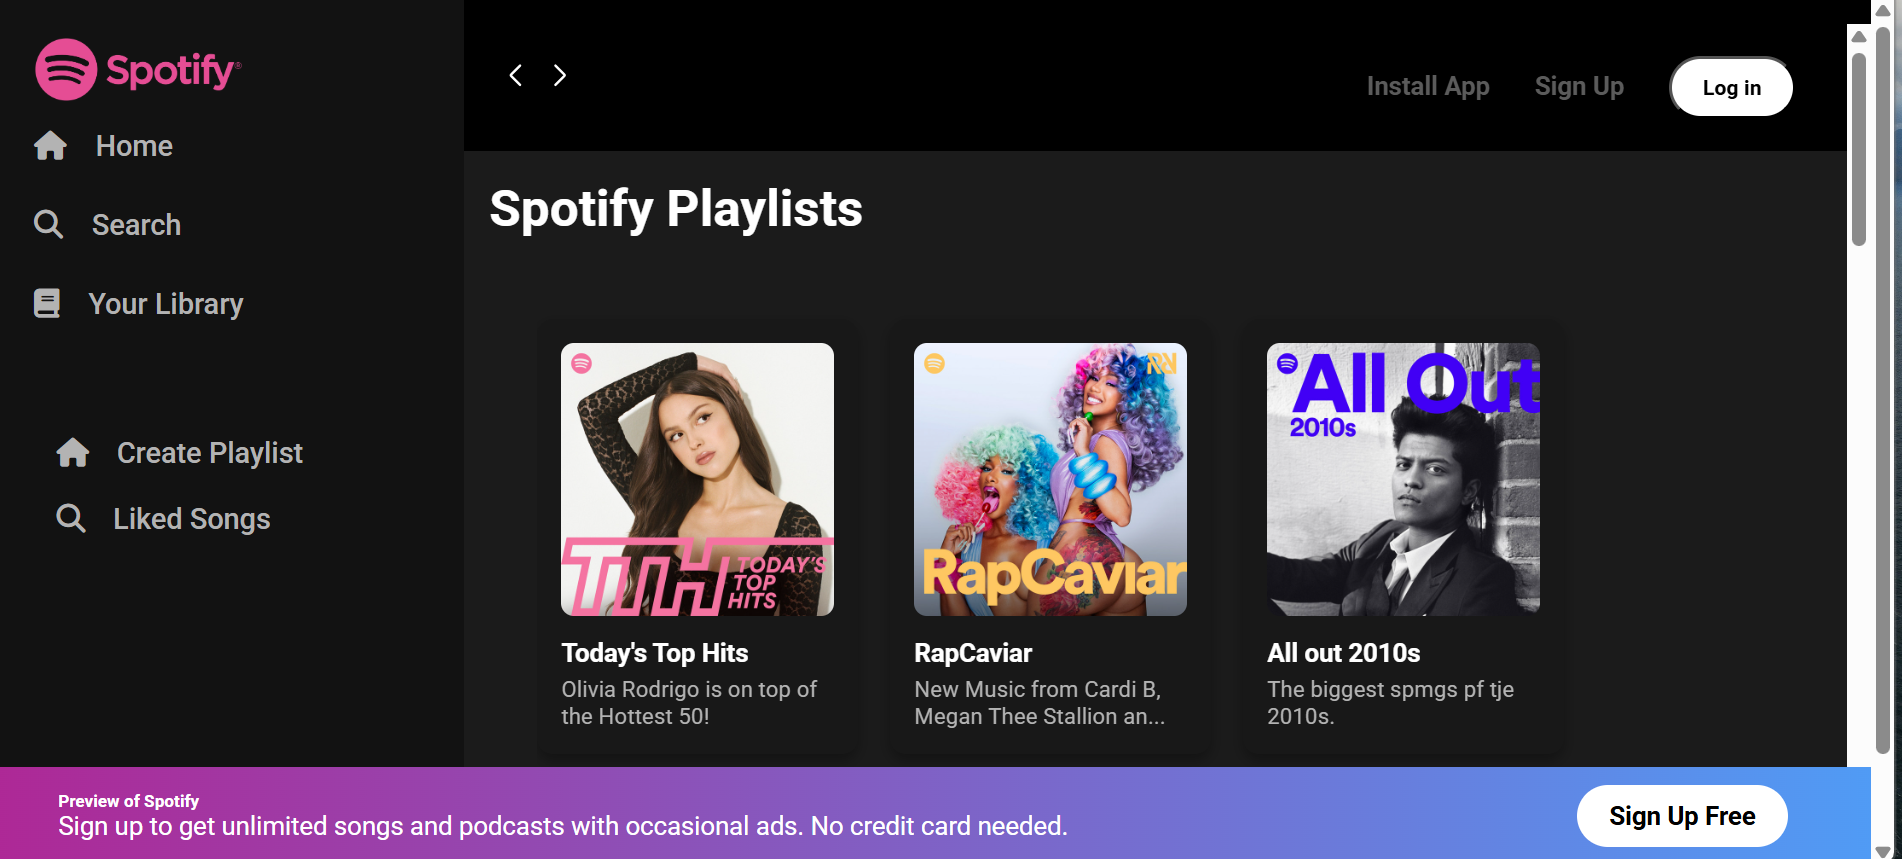 Spotify®
Home
Search
Your Library
Create Playlist
Liked Songs
Install App
Sign Up
Log in
Spotify Playlists
TTH TODAY'S
TOP
HITS
Today's Top Hits
Olivia Rodrigo is on top of
the Hottest 50!
RapCaviar
RapCaviar
New Music from Cardi B,
Megan Thee Stallion an...
All Out
2010s
All out 2010s
The biggest spmgs pf tje
2010s.
Preview of Spotify
Sign up to get unlimited songs and podcasts with occasional ads. No credit card needed.
Sign Up Free